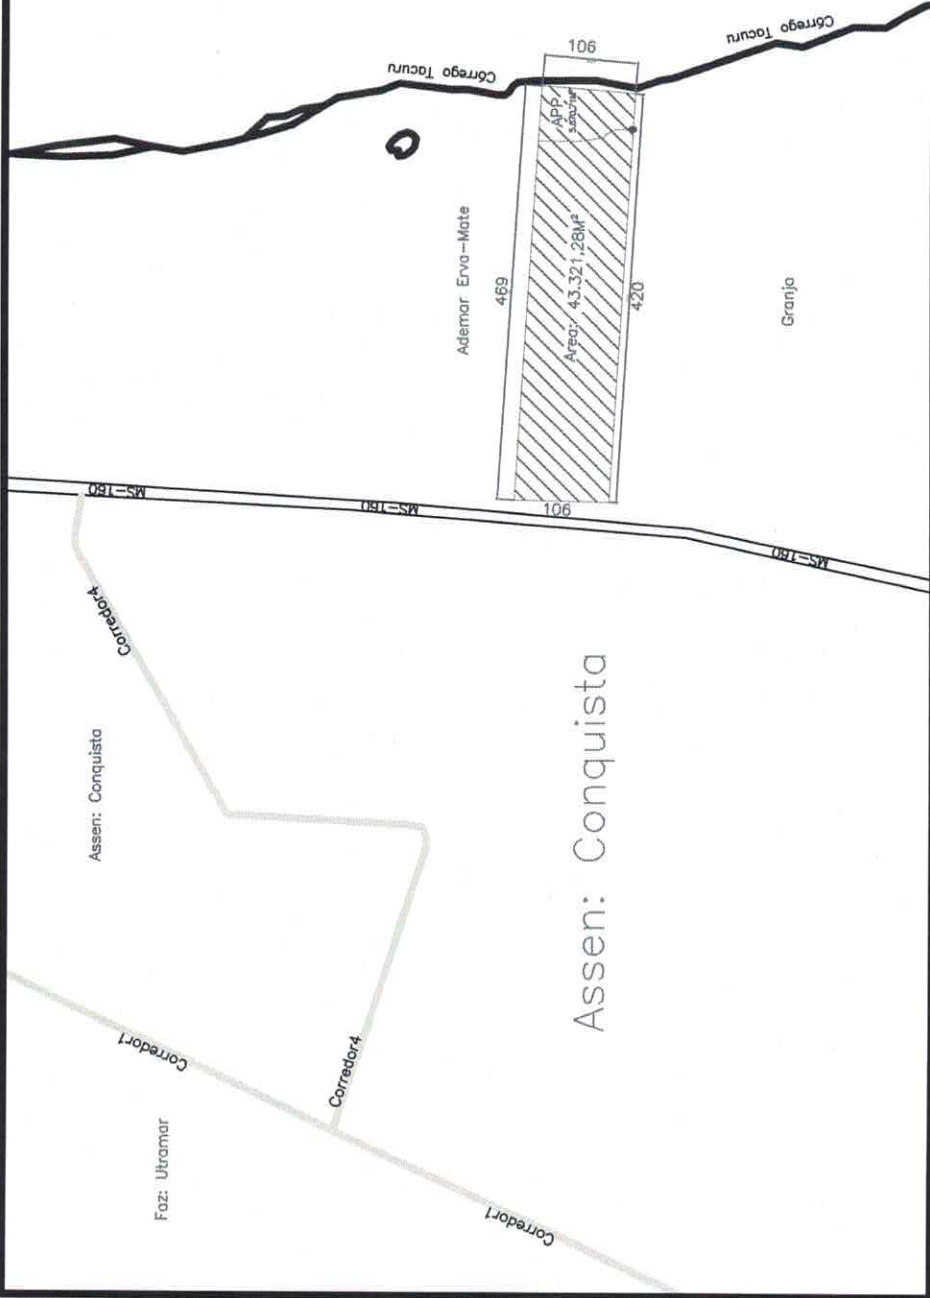 Córrego Tacuru
Córrego Tacuru
106
APP
Ademar Erva-Mate
469
Area: 43.321,28M²
420
Granja
106
MS-160
MS-160
MS-160
Corredor4
Assen: Conquista
Assen: Conquista
Corredor4
Corredor1
Corredor1
Faz: Utramar